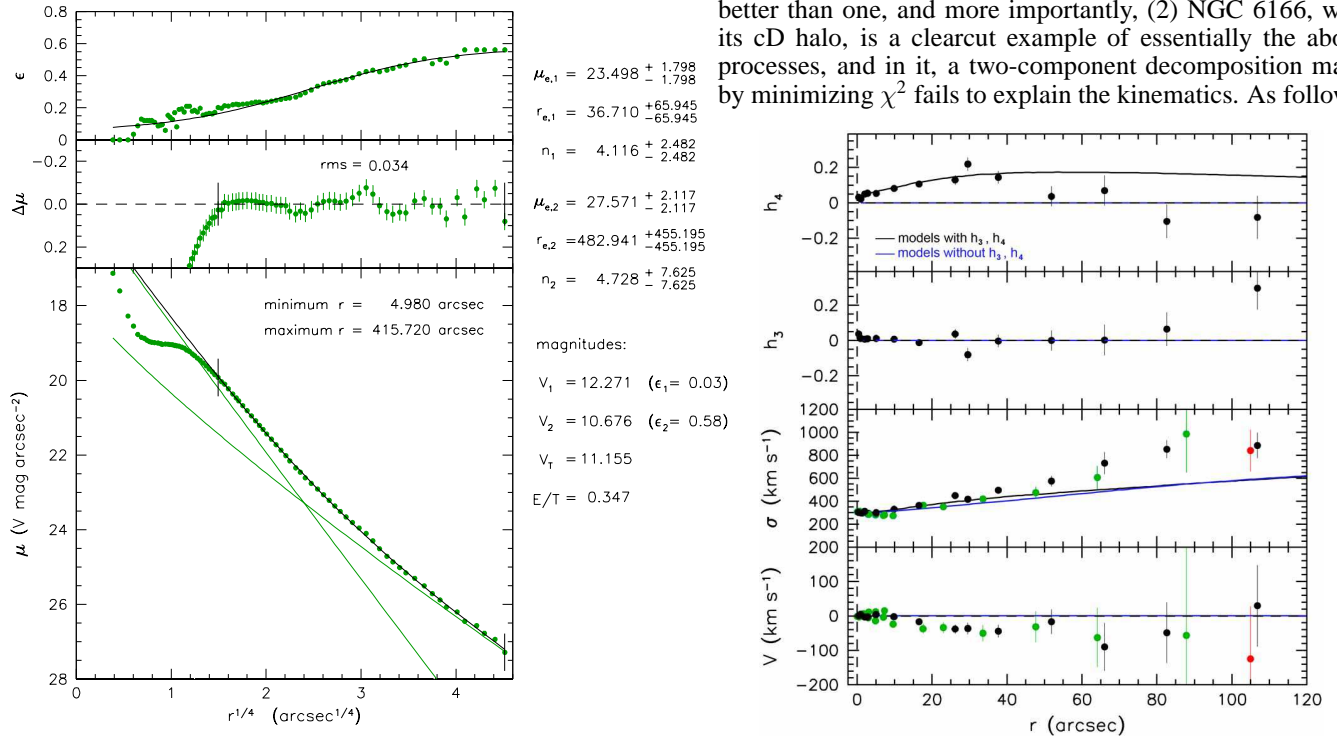 better than one, and more importantly, (2) NGC 6166, w
its cD halo, is a clearcut example of essentially the abo
processes, and in it, a two-component decomposition ma
by minimizing χ² fails to explain the kinematics. As follow
0.8
0.6
0.4
0.2
0
ϵ
−0.2
0.0
0.2
Δμ
rms = 0.034
18
20
22
24
26
28
μ (V mag arcsec⁻²)
minimum r = 4.980 arcsec
maximum r = 415.720 arcsec
0 1 2 3 4
r^1/4 (arcsec^1/4)
μe,1 = 23.498 + 1.798 − 1.798
re,1 = 36.710 +65.945 −65.945
n1 = 4.116 + 2.482 − 2.482
μe,2 = 27.571 + 2.117 − 2.117
re,2 =482.941 +455.195 −455.195
n2 = 4.728 + 7.625 − 7.625
magnitudes:
V1 = 12.271 (ϵ1= 0.03)
V2 = 10.676 (ϵ2= 0.58)
VT = 11.155
E/T = 0.347
0.2
0
−0.2
h4
models with h3, h4
models without h3, h4
0.2
0
−0.2
h3
1200
1000
800
600
400
200
σ (km s⁻¹)
200
100
0
−100
−200
V (km s⁻¹)
0 20 40 60 80 100 120
r (arcsec)